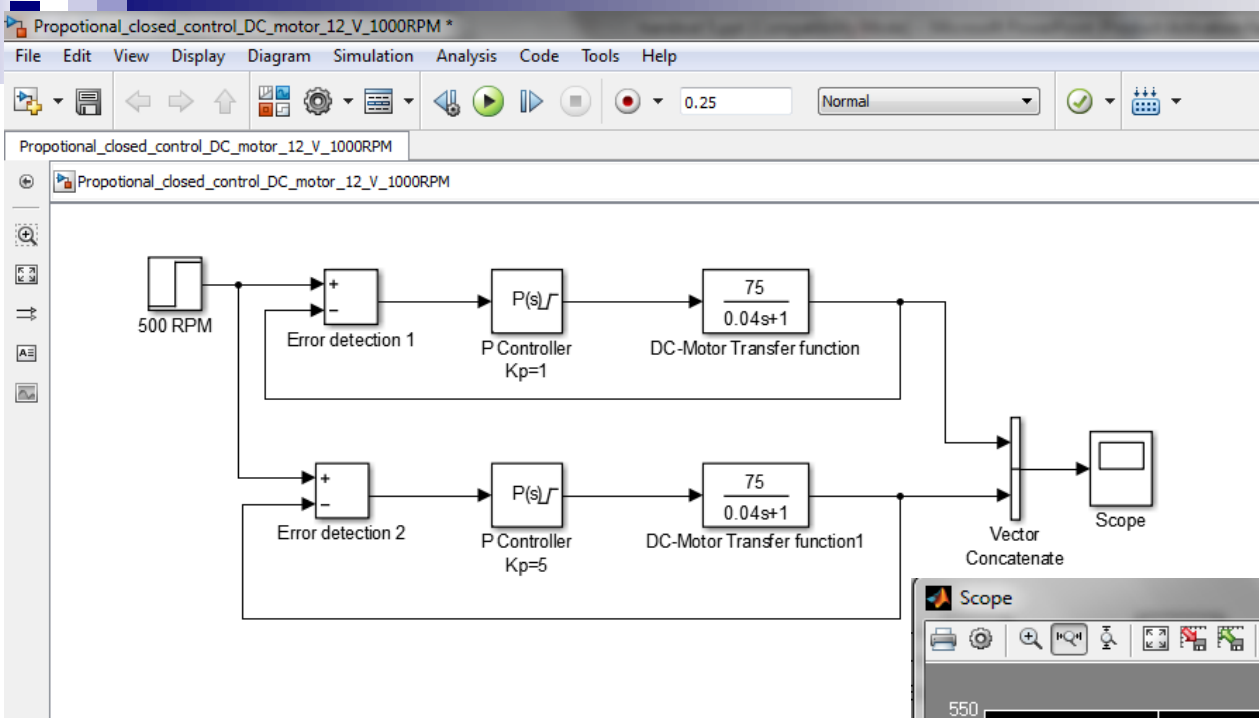 Propotional_closed_control_DC_motor_12_V_1000RPM *
File Edit View Display Diagram Simulation Analysis Code Tools Help
0.25 Normal
Propotional_closed_control_DC_motor_12_V_1000RPM
Propotional_closed_control_DC_motor_12_V_1000RPM
500 RPM
+
−
Error detection 1
P(s)
P Controller
Kp=1
75
0.04s+1
DC-Motor Transfer function
+
−
Error detection 2
P(s)
P Controller
Kp=5
75
0.04s+1
DC-Motor Transfer function1
Vector
Concatenate
Scope
Scope
550